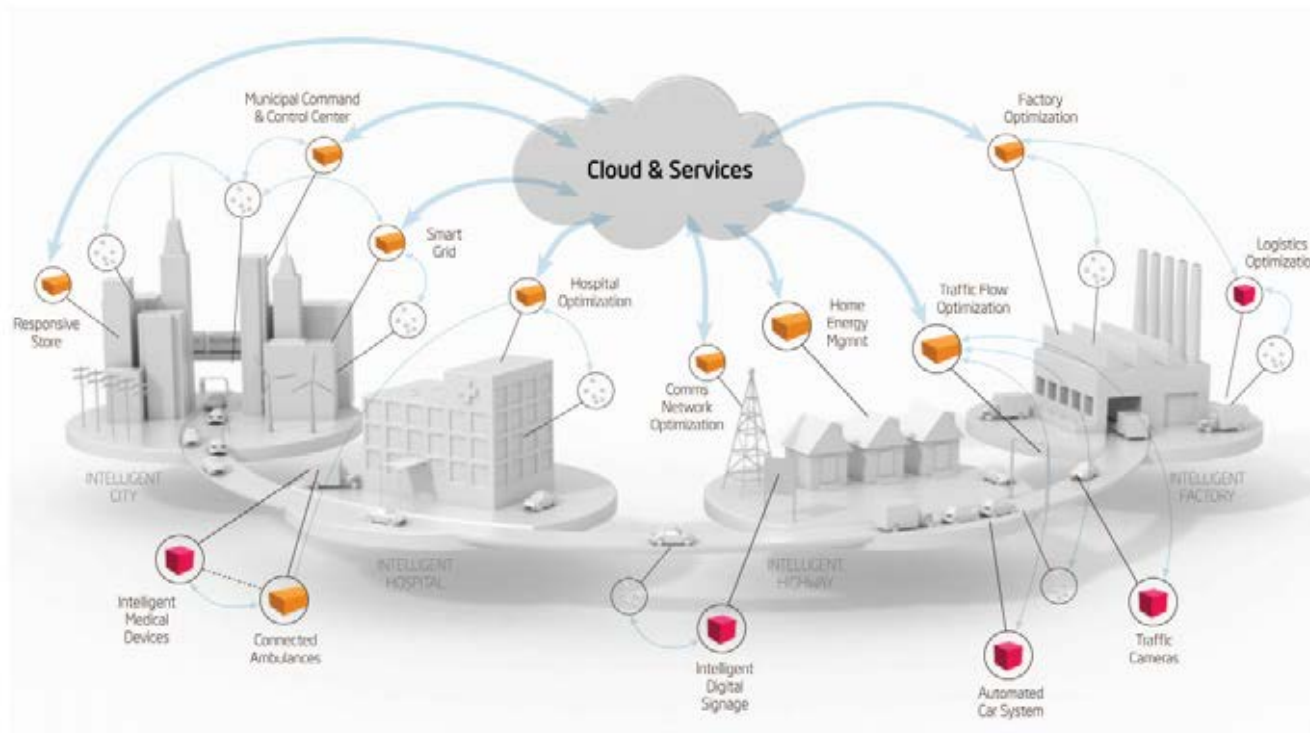 Municipal Command
& Control Center
Cloud & Services
Factory
Optimization
Smart
Grid
Logistics
Optimization
Responsive
Store
Hospital
Optimization
Home
Energy
Mgmnt
Traffic Flow
Optimization
Comms
Network
Optimization
INTELLIGENT
CITY
INTELLIGENT
FACTORY
INTELLIGENT
HOSPITAL
INTELLIGENT
HIGHWAY
Intelligent
Medical
Devices
Connected
Ambulances
Intelligent
Digital
Signage
Automated
Car System
Traffic
Cameras